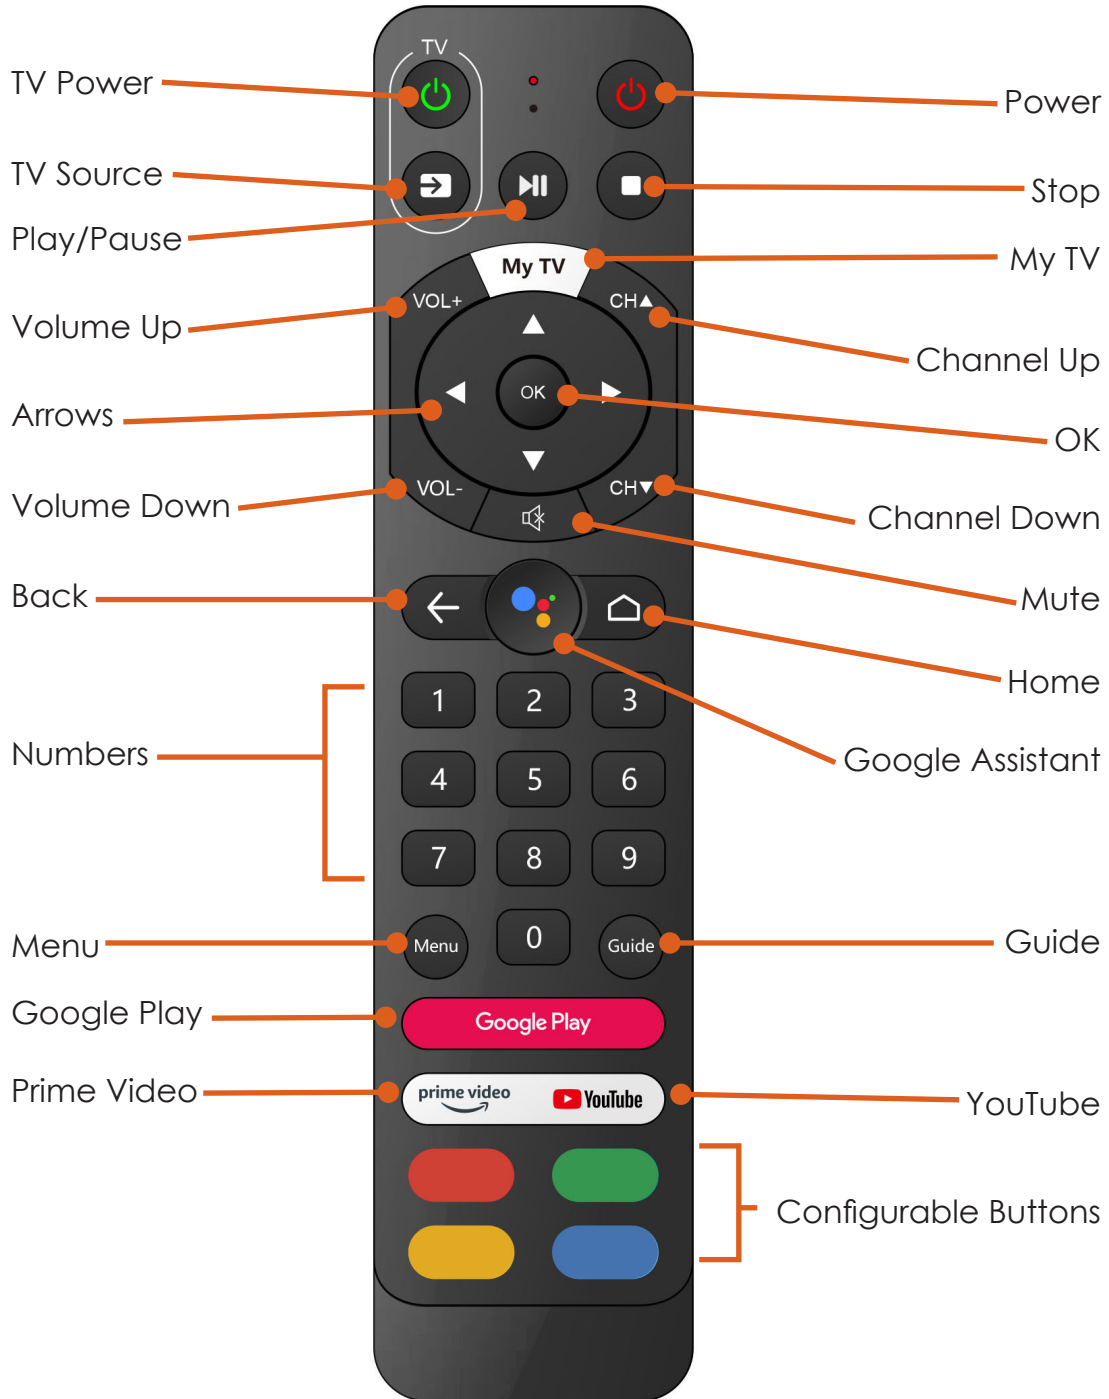 TV
TV Power
Power
TV Source
Stop
Play/Pause
My TV
My TV
VOL+
CH▲
Volume Up
Channel Up
OK
Arrows
OK
VOL-
CH▼
Volume Down
Channel Down
Back
Mute
Home
1 2 3
Numbers
Google Assistant
4 5 6
7 8 9
Menu
Menu
0
Guide
Guide
Google Play
Google Play
Prime Video
prime video
YouTube
YouTube
Configurable Buttons